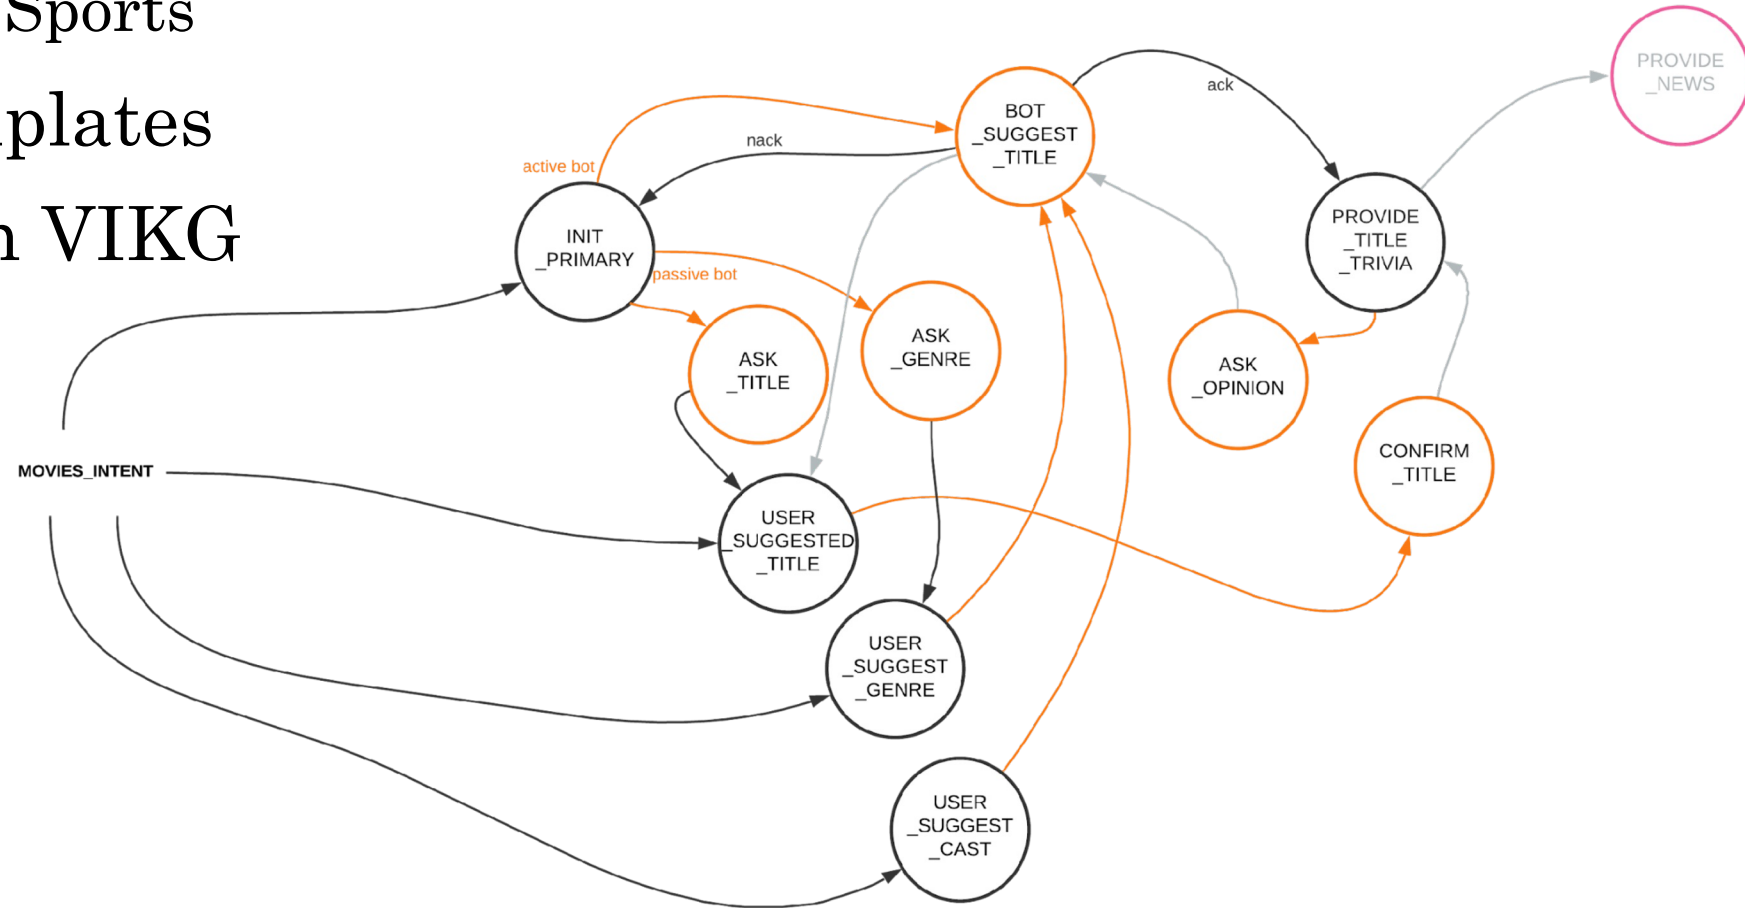 Sports
plates
VIKG
active bot
nack
ack
passive bot
BOT
_SUGGEST
_TITLE
PROVIDE
_NEWS
INIT
_PRIMARY
PROVIDE
_TITLE
_TRIVIA
ASK
_TITLE
ASK
_GENRE
ASK
_OPINION
CONFIRM
_TITLE
MOVIES_INTENT
USER
_SUGGESTED
_TITLE
USER
_SUGGEST
_GENRE
USER
_SUGGEST
_CAST